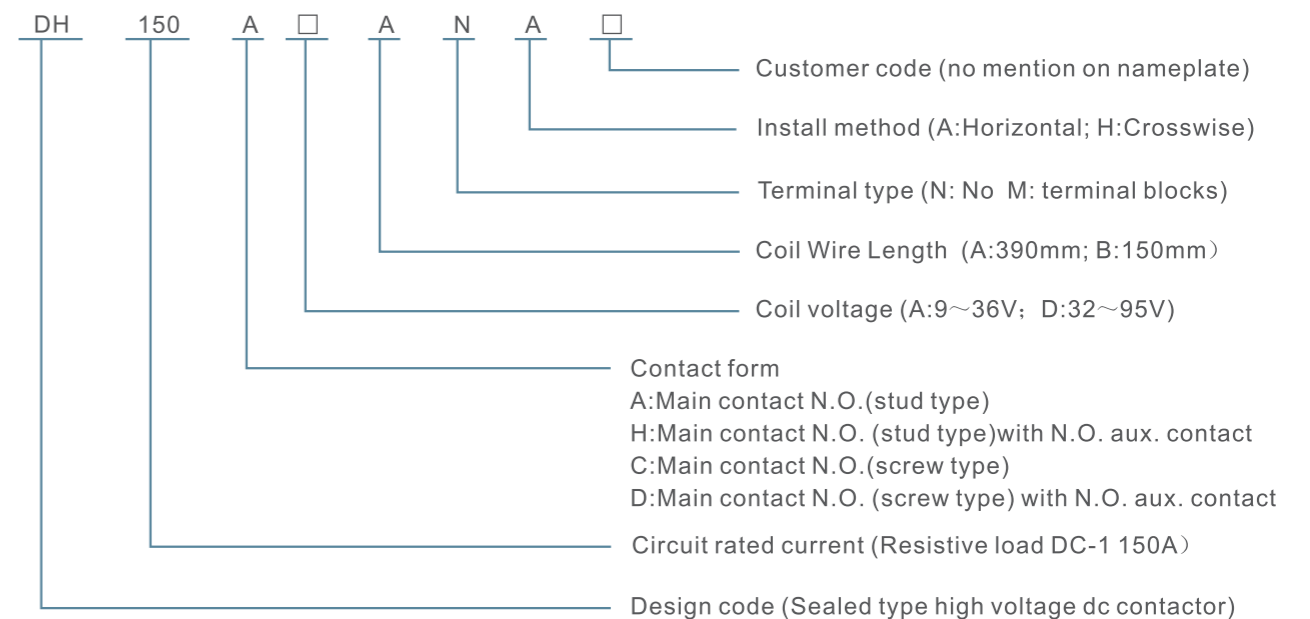 DH 150 A □ A N A □
Customer code (no mention on nameplate)
Install method (A:Horizontal; H:Crosswise)
Terminal type (N: No  M: terminal blocks)
Coil Wire Length  (A:390mm; B:150mm）
Coil voltage (A:9～36V;  D:32～95V)
Contact form
A:Main contact N.O.(stud type)
H:Main contact N.O. (stud type)with N.O. aux. contact
C:Main contact N.O.(screw type)
D:Main contact N.O. (screw type) with N.O. aux. contact
Circuit rated current (Resistive load DC-1 150A）
Design code (Sealed type high voltage dc contactor)